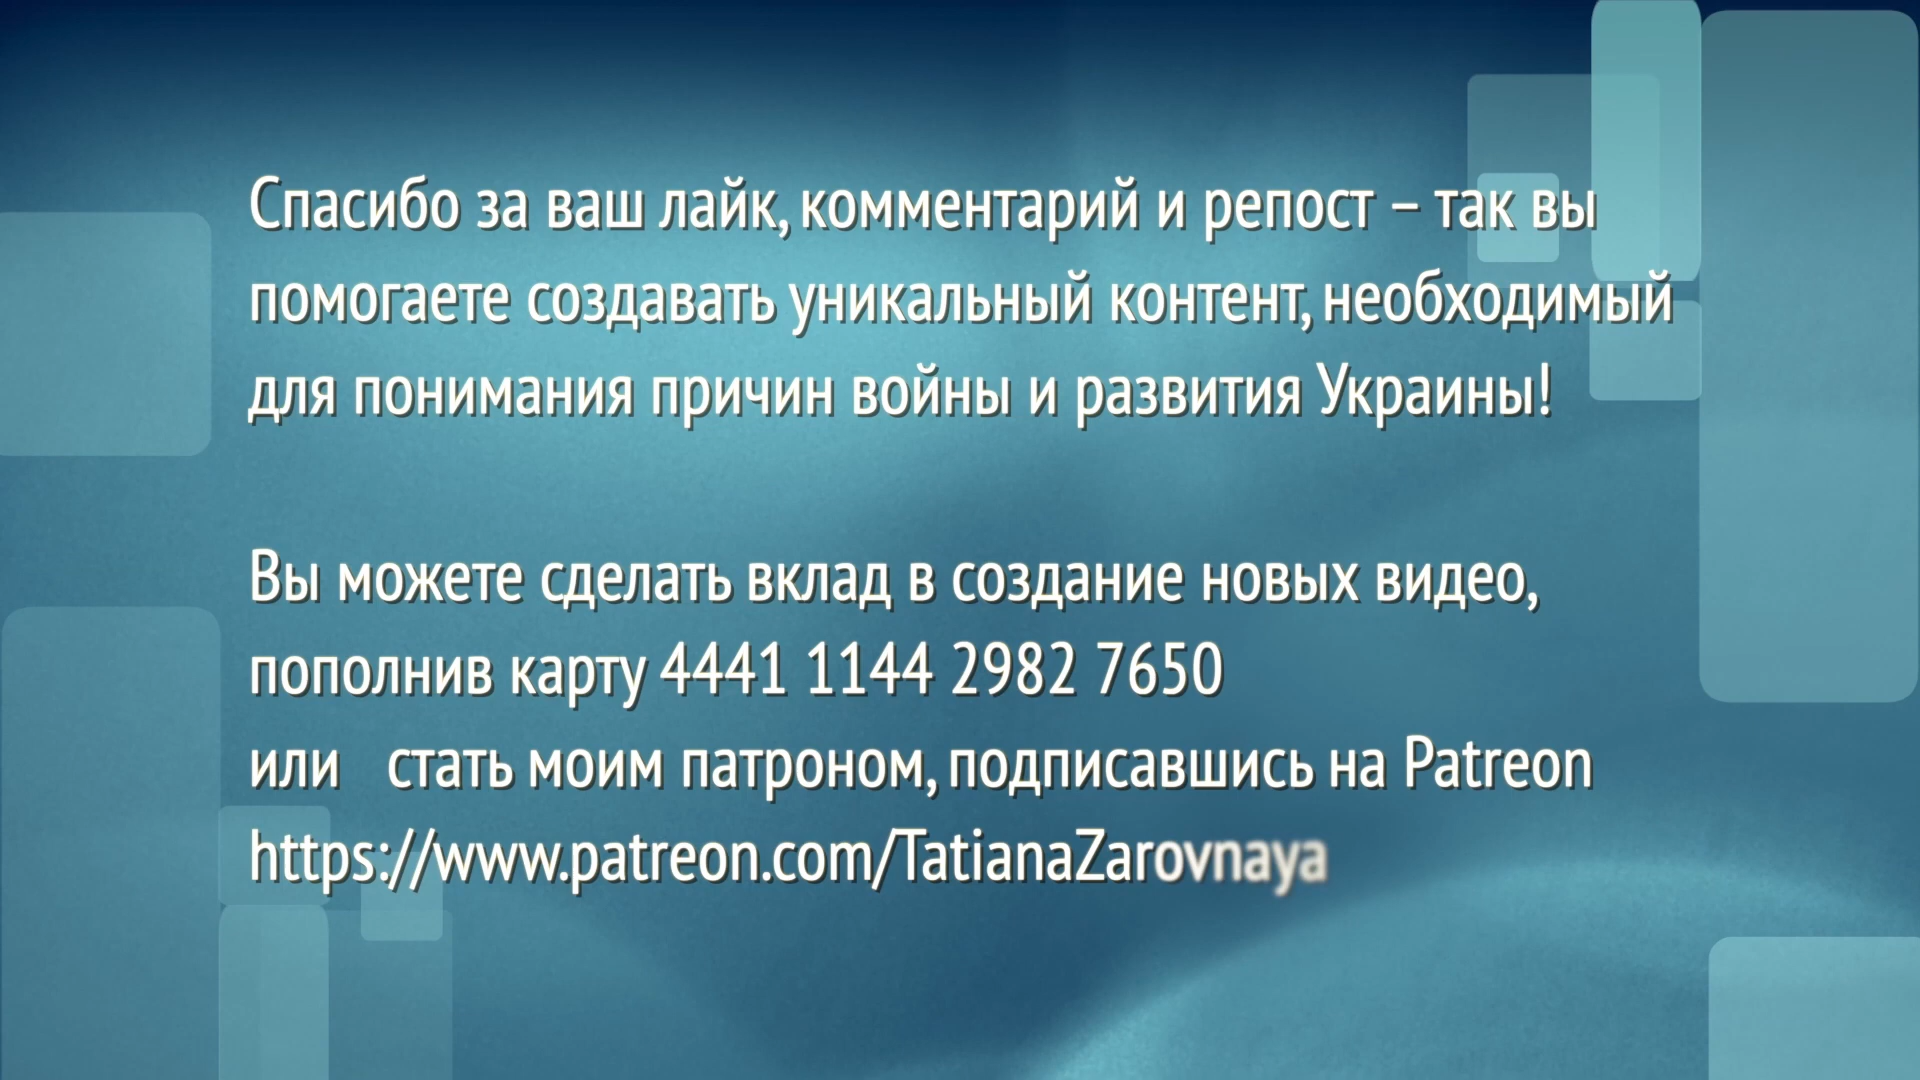 Спасибо за ваш лайк, комментарий и репост – так вы
помогаете создавать уникальный контент, необходимый
для понимания причин войны и развития Украины!
Вы можете сделать вклад в создание новых видео,
пополнив карту 4441 1144 2982 7650
или стать моим патроном, подписавшись на Patreon
https://www.patreon.com/TatianaZarovnaya